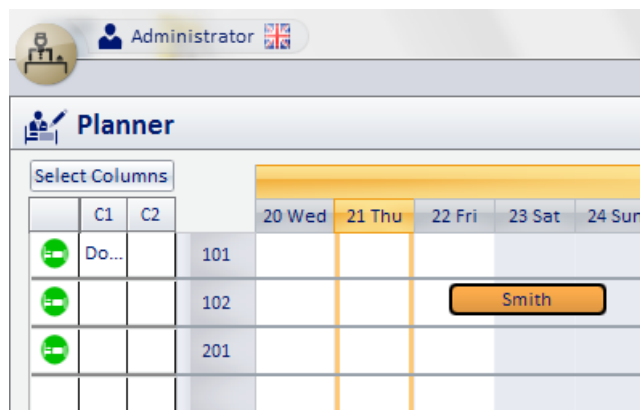 Administrator
Planner
Select Columns
C1 C2 20 Wed 21 Thu 22 Fri 23 Sat 24 Sun
Do... 101
102 Smith
201